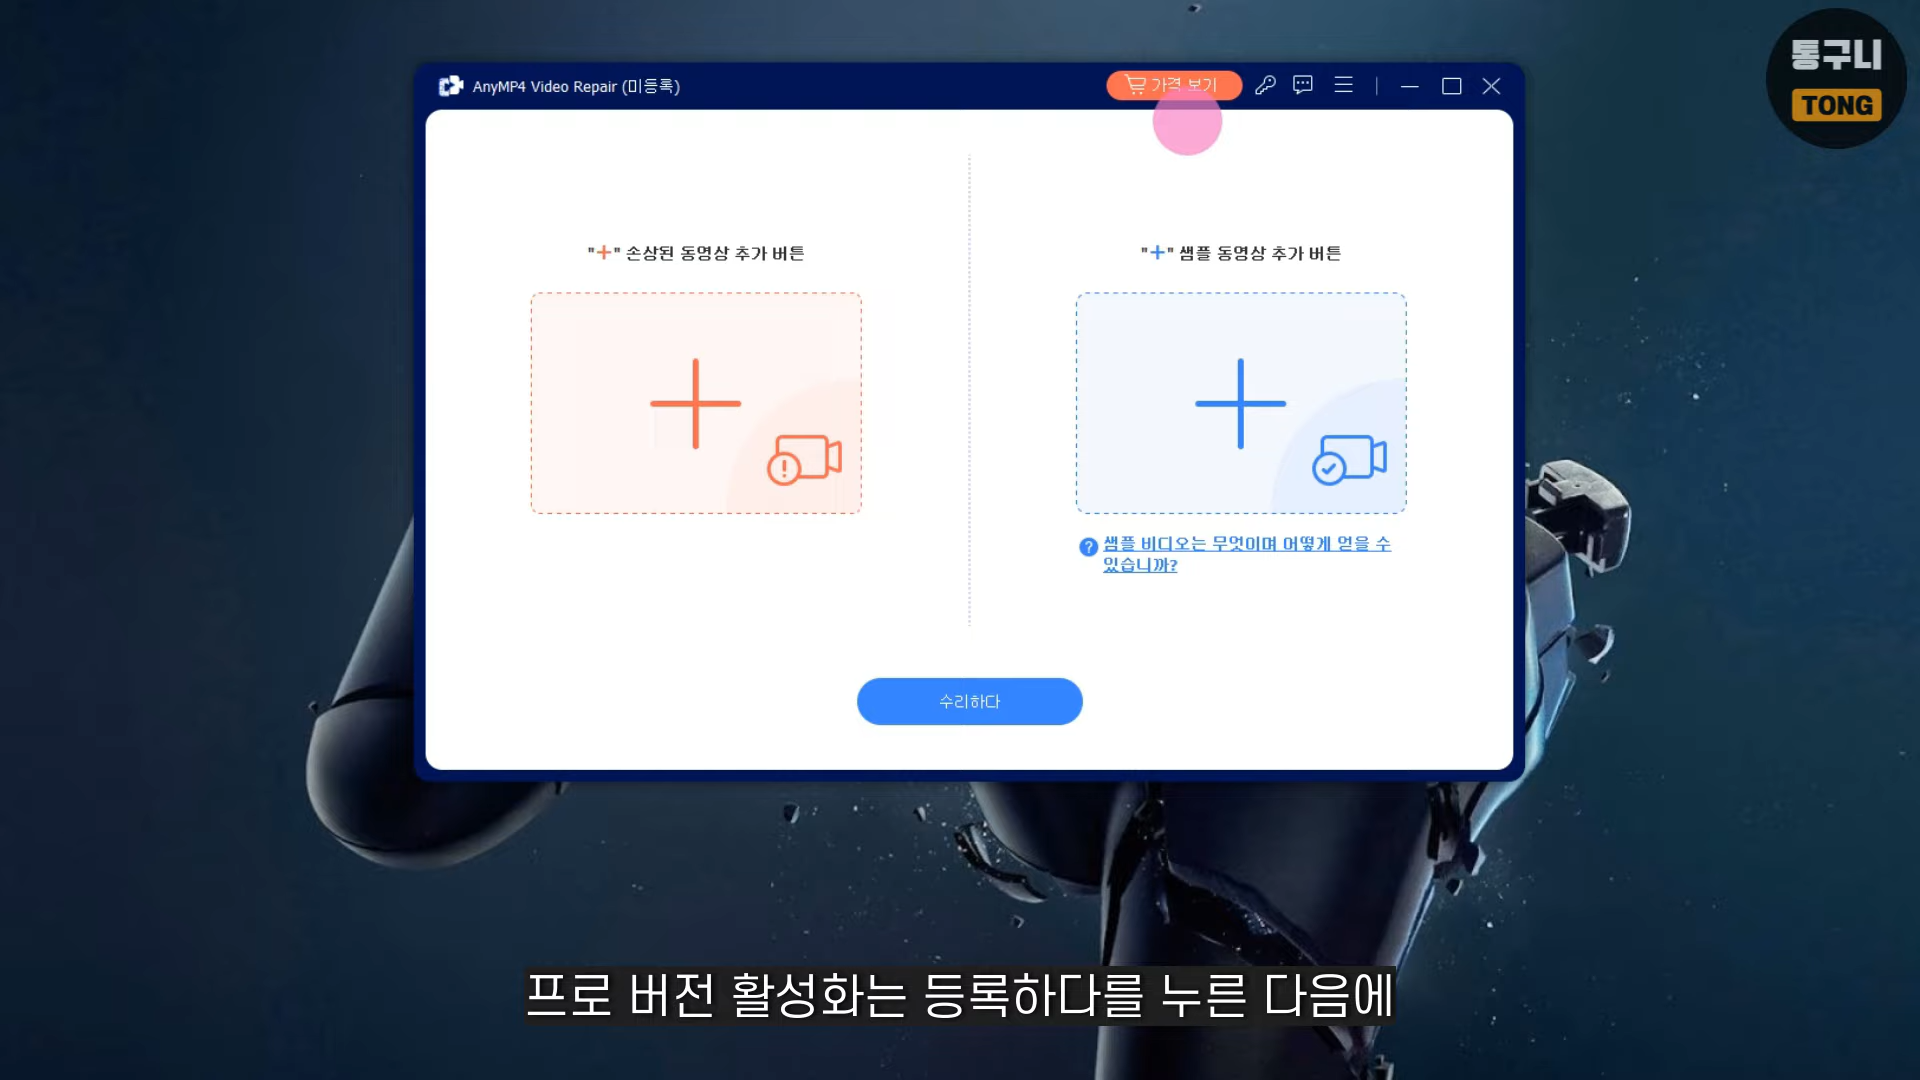 AnyMP4 Video Repair (미등록)
가격 보기
통구니
TONG
"+" 손상된 동영상 추가 버튼
"+" 샘플 동영상 추가 버튼
샘플 비디오는 무엇이며 어떻게 얻을 수
있습니까?
수리하다
프로 버전 활성화는 등록하다를 누른 다음에